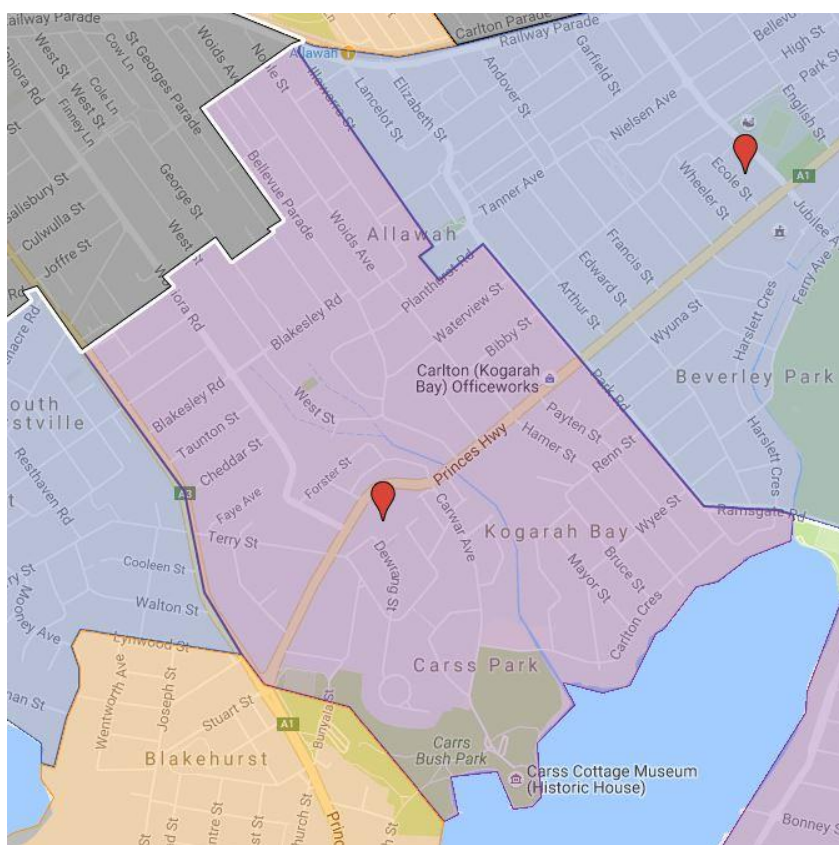 Railway Parade
Carlton Parade
Railway Parade
Allawah
West St
Cow Ln
St Georges Parade
Woids Ave
Noble St
Illawarra St
Lancelot St
Elizabeth St
Andover St
Garfield St
High St
Park St
English St
Cole Ln
West St
Finney Ln
Nielsen Ave
Ecole St
Wheeler St
A1
Jubilee A
Salisbury St
Culwulla St
Joffre St
George St
West St
Bellevue Parade
Woids Ave
Allawah
Tanner Ave
Francis St
Edward St
Arthur St
Ferry Ave
Planthurst Rd
Waterview St
Bibby St
Wyuna St
Harslett Cres
Blakesley Rd
Carlton (Kogarah
Bay) Officeworks
Beverley Park
Park Rd
West St
Blakesley Rd
Taunton St
Cheddar St
Faye Ave
Forster St
Princes Hwy
Payten St
Hamer St
Renn St
Harslett Cres
Resthaven Rd
A3
Terry St
Carwar Ave
Kogarah Bay
Wyee St
Ramsgate Rd
Cooleen St
Walton St
Mooney Ave
Lynwood St
Dewrang St
Mayor St
Bruce St
Carlton Cres
Carss Park
Wentworth Ave
Joseph St
Stuart St
A1
Bunyala St
Blakehurst
Carrs
Bush Park
Carss Cottage Museum
(Historic House)
Bonney St